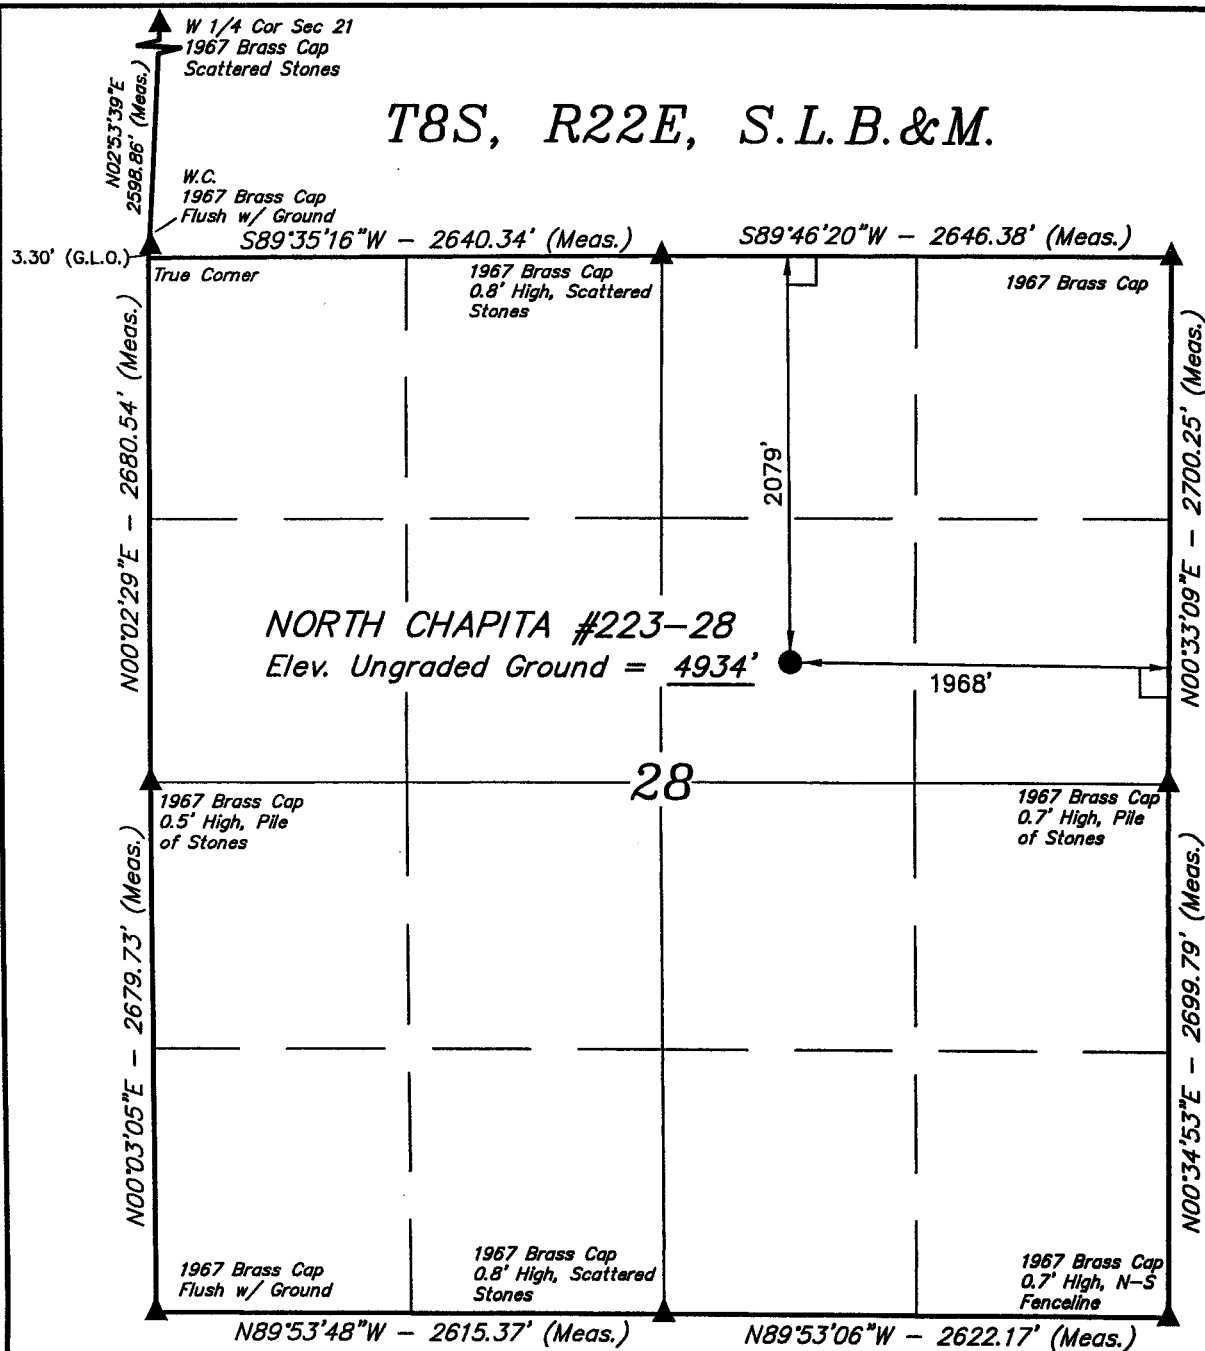 W 1/4 Cor Sec 21
1967 Brass Cap
Scattered Stones
N02°53'39"E
2598.86' (Meas.)
T8S, R22E, S.L.B.&M.
W.C.
1967 Brass Cap
Flush w/ Ground
S89°35'16"W - 2640.34' (Meas.)
S89°46'20"W - 2646.38' (Meas.)
3.30' (G.L.O.)
True Corner
1967 Brass Cap
0.8' High, Scattered
Stones
1967 Brass Cap
N00°02'29"E - 2680.54' (Meas.)
2079'
N00°33'09"E - 2700.25' (Meas.)
NORTH CHAPITA #223-28
Elev. Ungraded Ground = 4934'
1968'
28
1967 Brass Cap
0.5' High, Pile
of Stones
1967 Brass Cap
0.7' High, Pile
of Stones
N00°03'05"E - 2679.73' (Meas.)
N00°34'53"E - 2699.79' (Meas.)
1967 Brass Cap
Flush w/ Ground
1967 Brass Cap
0.8' High, Scattered
Stones
1967 Brass Cap
0.7' High, N-S
Fenceline
N89°53'48"W - 2615.37' (Meas.)
N89°53'06"W - 2622.17' (Meas.)